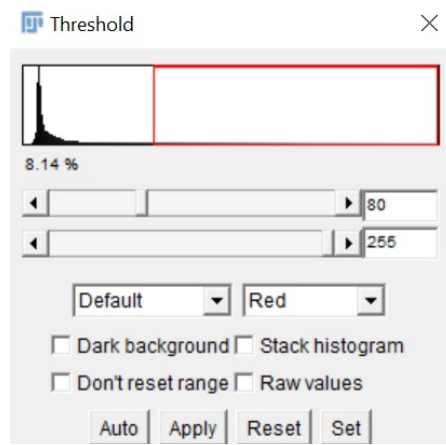 Threshold
8.14 %
80
255
Default Red
Dark background Stack histogram
Don't reset range Raw values
Auto Apply Reset Set